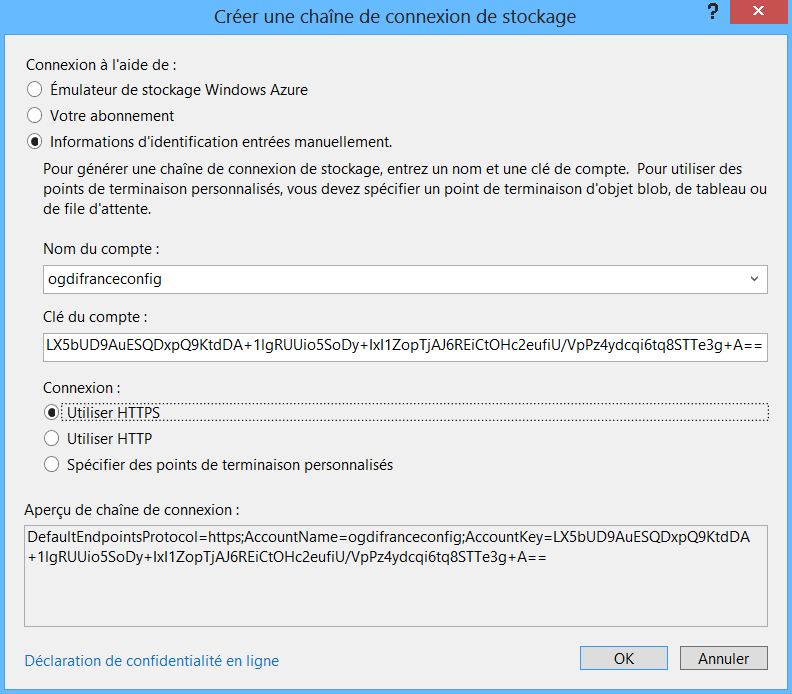 Créer une chaîne de connexion de stockage
?
Connexion à l'aide de :
Émulateur de stockage Windows Azure
Votre abonnement
Informations d'identification entrées manuellement.
Pour générer une chaîne de connexion de stockage, entrez un nom et une clé de compte. Pour utiliser des
points de terminaison personnalisés, vous devez spécifier un point de terminaison d'objet blob, de tableau ou
de file d'attente.
Nom du compte :
ogdifranceconfig
Clé du compte :
LX5bUD9AuESQDxpQ9KtdDA+1IgRUUio5SoDy+IxI1ZopTjAJ6REiCtOHc2eufiU/VpPz4ydcqi6tq8STTe3g+A==
Connexion :
Utiliser HTTPS
Utiliser HTTP
Spécifier des points de terminaison personnalisés
Aperçu de chaîne de connexion :
DefaultEndpointsProtocol=https;AccountName=ogdifranceconfig;AccountKey=LX5bUD9AuESQDxpQ9KtdDA
+1IgRUUio5SoDy+IxI1ZopTjAJ6REiCtOHc2eufiU/VpPz4ydcqi6tq8STTe3g+A==
Déclaration de confidentialité en ligne
OK
Annuler